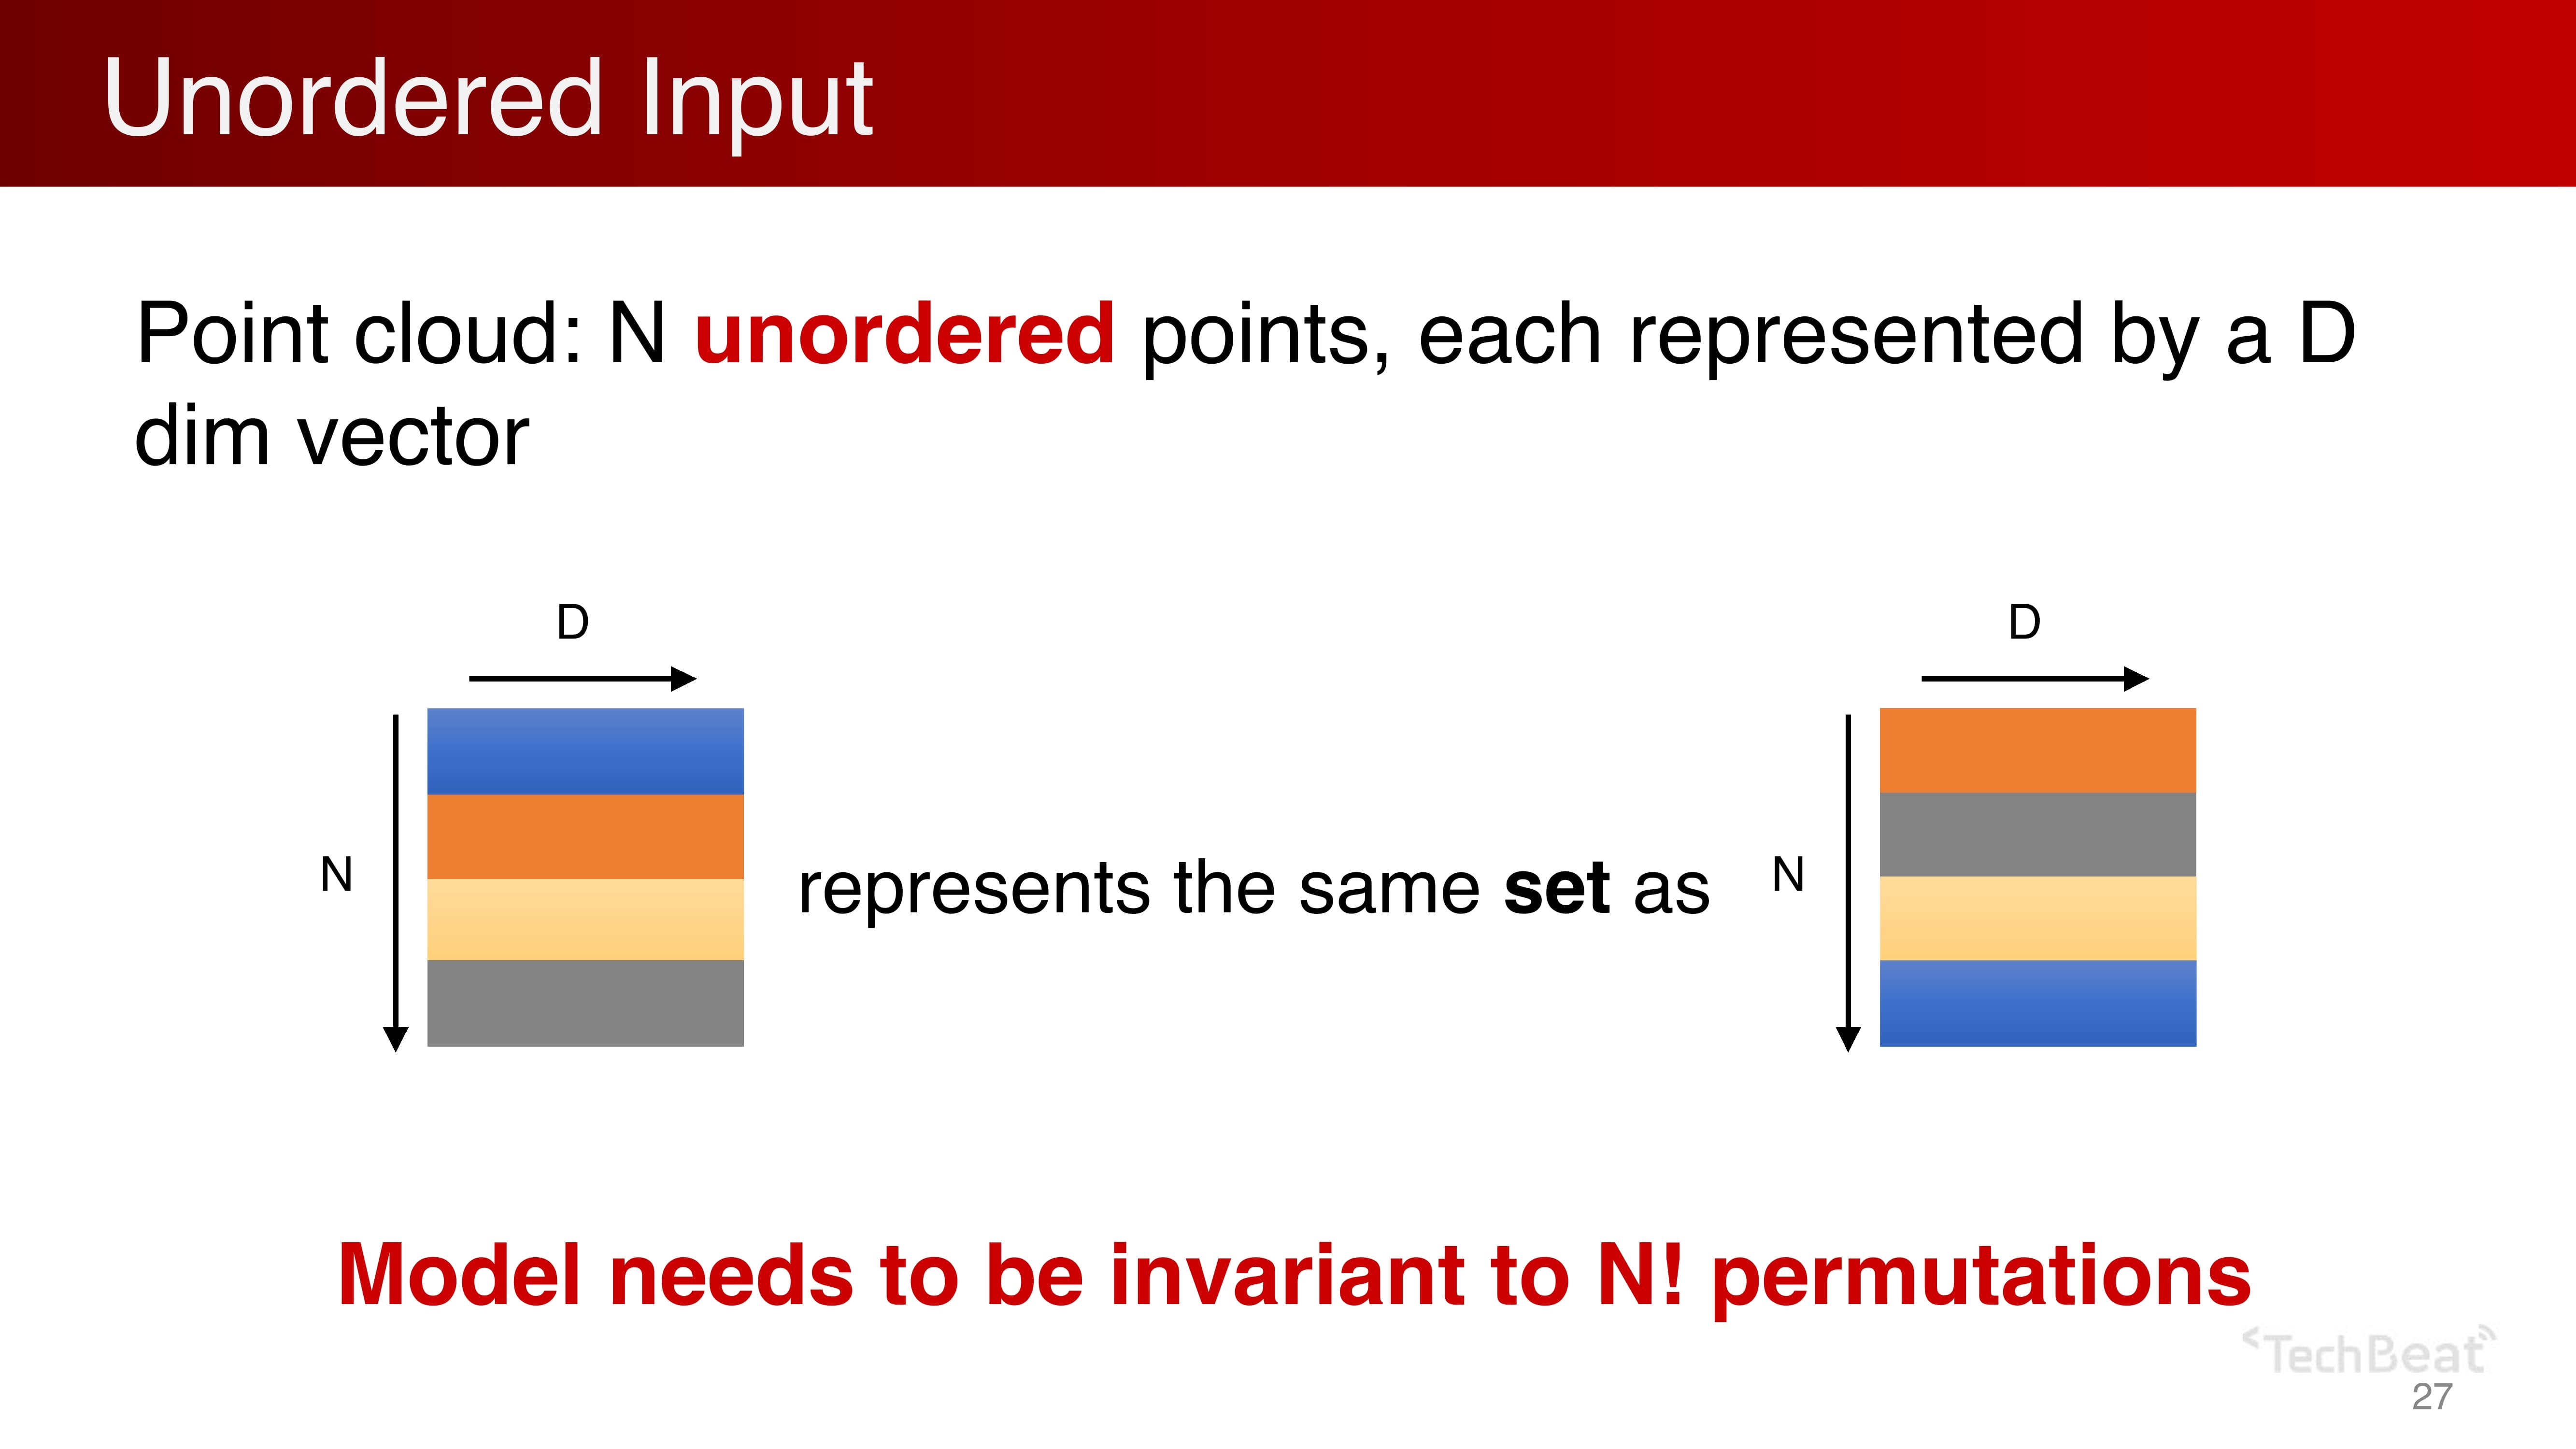 Unordered Input
Point cloud: N unordered points, each represented by a D
dim vector
D
D
N
represents the same set as
N
Model needs to be invariant to N! permutations
TechBeat
27